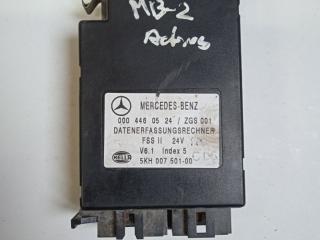 MB-2
Actros
MERCEDES-BENZ
000 446 05 24 / ZGS 001
DATENERFASSUNGSRECHNER
FSS II 24V
V6.1 Index 5
HELLA
5KH 007 501-00